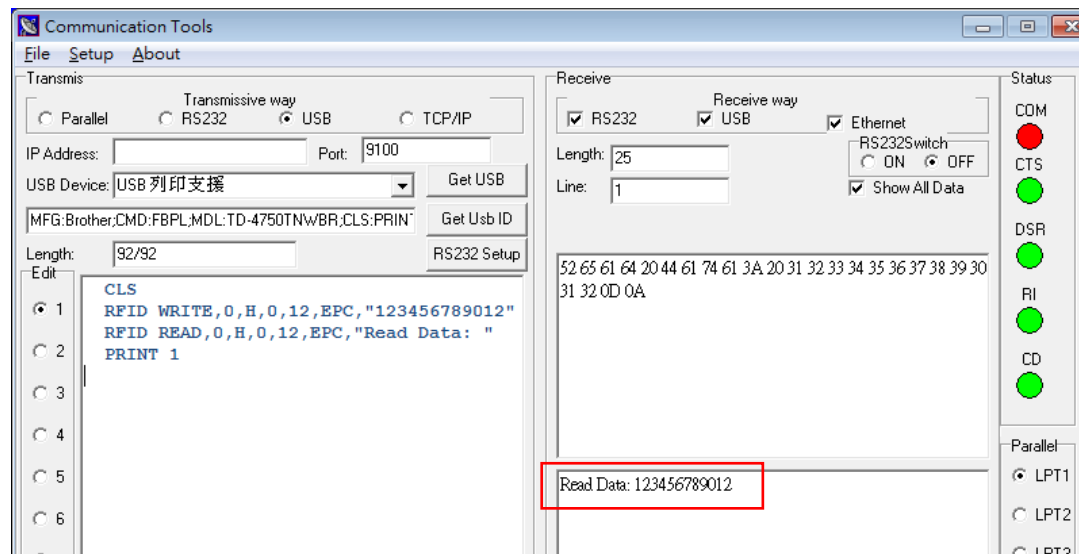 Communication Tools
File Setup About
Transmis
Transmissive way
Parallel RS232 USB TCP/IP
IP Address: Port: 9100
USB Device: USB 列印支援 Get USB
MFG:Brother;CMD:FBPL;MDL:TD-4750TNWBR;CLS:PRINT Get Usb ID
Length: 92/92 RS232 Setup
Edit
1
2
3
4
5
6
CLS
RFID WRITE,0,H,0,12,EPC,"123456789012"
RFID READ,0,H,0,12,EPC,"Read Data: "
PRINT 1
Receive
Receive way
RS232 USB Ethernet
Length: 25
RS232Switch
ON OFF
Line: 1
Show All Data
52 65 61 64 20 44 61 74 61 3A 20 31 32 33 34 35 36 37 38 39 30
31 32 0D 0A
Read Data: 123456789012
Status
COM
CTS
DSR
RI
CD
Parallel
LPT1
LPT2